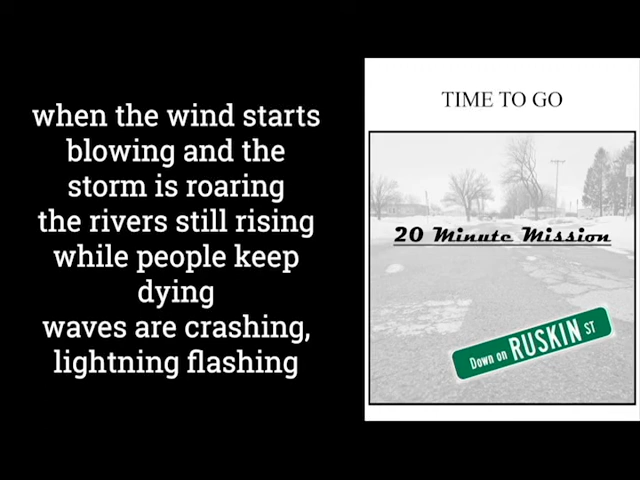 when the wind starts
blowing and the
storm is roaring
the rivers still rising
while people keep
dying
waves are crashing,
lightning flashing
TIME TO GO
20 Minute Mission
Down on RUSKIN ST